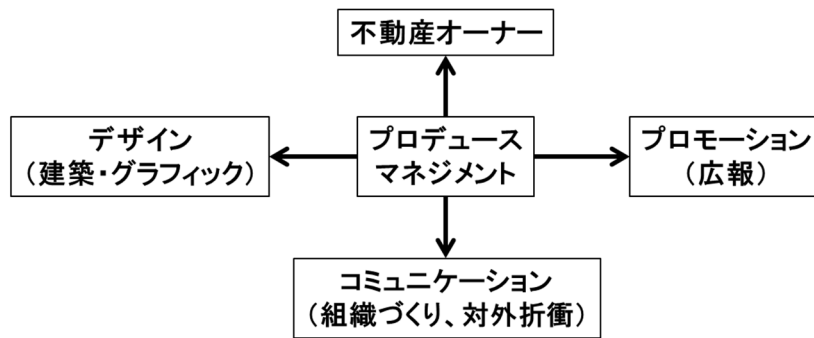 不動産オーナー
デザイン
（建築・グラフィック）
プロデュース
マネジメント
プロモーション
（広報）
コミュニケーション
（組織づくり、対外折衝）